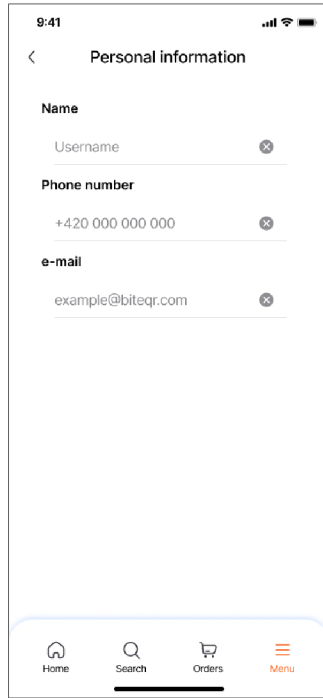 9:41
Personal information
Name
Username
Phone number
+420 000 000 000
e-mail
example@biteqr.com
Home Search Orders Menu